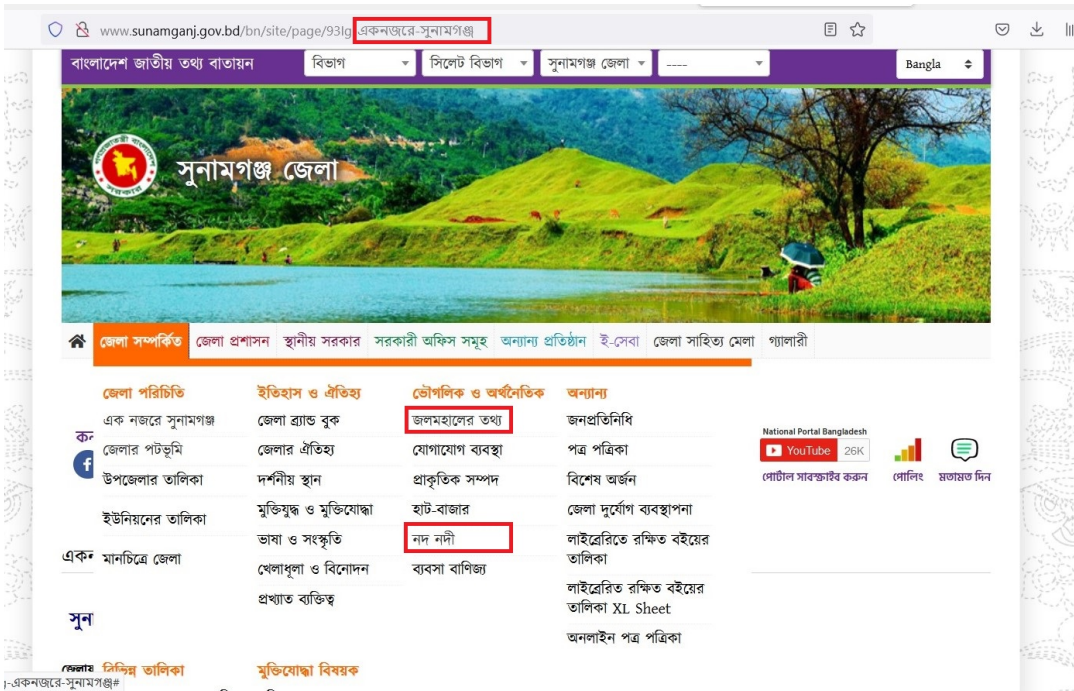 www.sunamganj.gov.bd/bn/site/page/93lg-একনজরে-সুনামগঞ্জ
বাংলাদেশ জাতীয় তথ্য বাতায়ন বিভাগ সিলেট বিভাগ সুনামগঞ্জ জেলা ---- Bangla
সুনামগঞ্জ জেলা
জেলা সম্পর্কিত জেলা প্রশাসন স্থানীয় সরকার সরকারী অফিস সমূহ অন্যান্য প্রতিষ্ঠান ই-সেবা জেলা সাহিত্য মেলা গ্যালারী
জেলা পরিচিতি
এক নজরে সুনামগঞ্জ
জেলার পটভূমি
উপজেলার তালিকা
ইউনিয়নের তালিকা
মানচিত্রে জেলা
ইতিহাস ও ঐতিহ্য
জেলা ব্র্যান্ড বুক
জেলার ঐতিহ্য
দর্শনীয় স্থান
মুক্তিযুদ্ধ ও মুক্তিযোদ্ধা
ভাষা ও সংস্কৃতি
খেলাধূলা ও বিনোদন
প্রখ্যাত ব্যক্তিত্ব
ভৌগলিক ও অর্থনৈতিক
জলমহালের তথ্য
যোগাযোগ ব্যবস্থা
প্রাকৃতিক সম্পদ
হাট-বাজার
নদ নদী
ব্যবসা বাণিজ্য
অন্যান্য
জনপ্রতিনিধি
পত্র পত্রিকা
বিশেষ অর্জন
জেলা দুর্যোগ ব্যবস্থাপনা
লাইব্রেরিতে রক্ষিত বইয়ের
তালিকা
লাইব্রেরিত রক্ষিত বইয়ের
তালিকা XL Sheet
অনলাইন পত্র পত্রিকা
National Portal Bangladesh
YouTube 26K
পোর্টাল সাবস্ক্রাইব করুন পোলিং মতামত দিন
বিভিন্ন তালিকা মুক্তিযোদ্ধা বিষয়ক
-একনজরে-সুনামগঞ্জ#